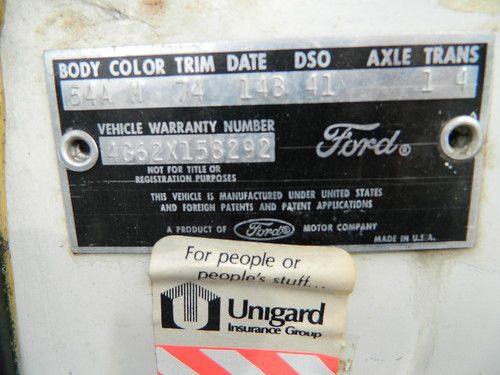 BODY COLOR TRIM DATE DSO AXLE TRANS
54A M 74 14B 41 1 4
VEHICLE WARRANTY NUMBER
4G62X158292
Ford®
NOT FOR TITLE OR
REGISTRATION PURPOSES
THIS VEHICLE IS MANUFACTURED UNDER UNITED STATES
AND FOREIGN PATENTS AND PATENT APPLICATIONS
A PRODUCT OF Ford® MOTOR COMPANY
MADE IN U.S.A.
For people or
people's stuff...
Unigard
Insurance Group